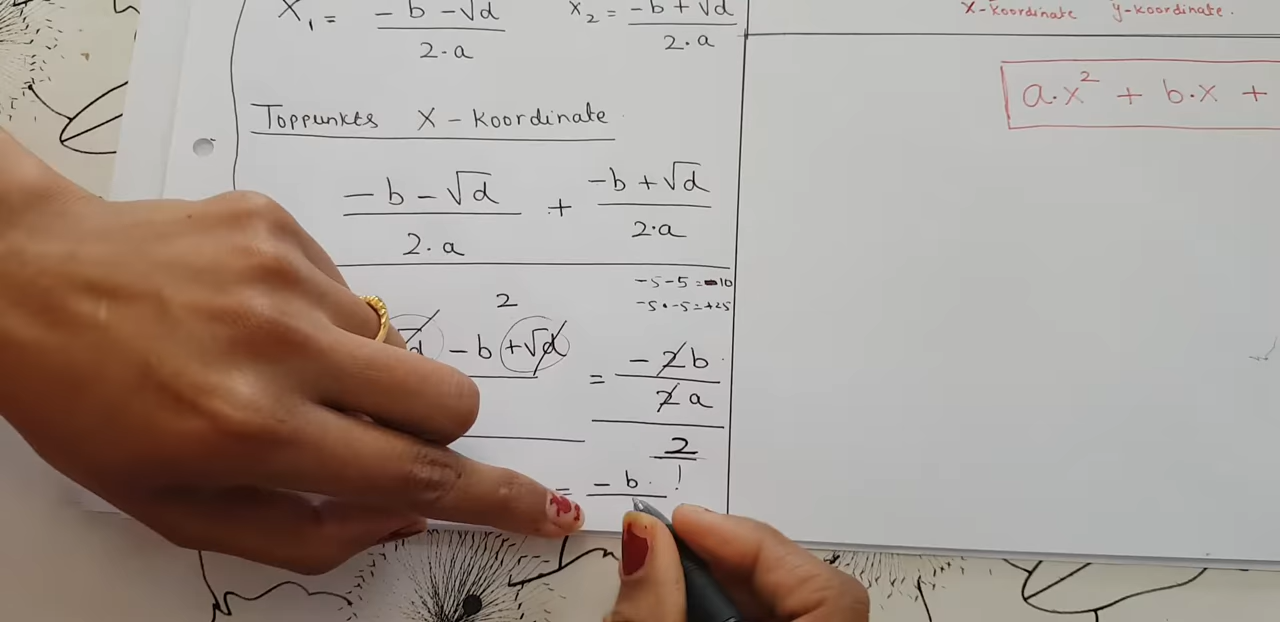 X₁ = (-b - √d)/(2·a)    x₂ = (-b + √d)/(2·a)
Toppunkts X - Koordinate
(-b - √d)/(2·a) + (-b + √d)/(2·a)
2
-5-5=-10
-5·-5=+25
d - b + √d
= (-2b)/(2a)
2
= -b
x-koordinate y-koordinate.
a·x² + b·x +